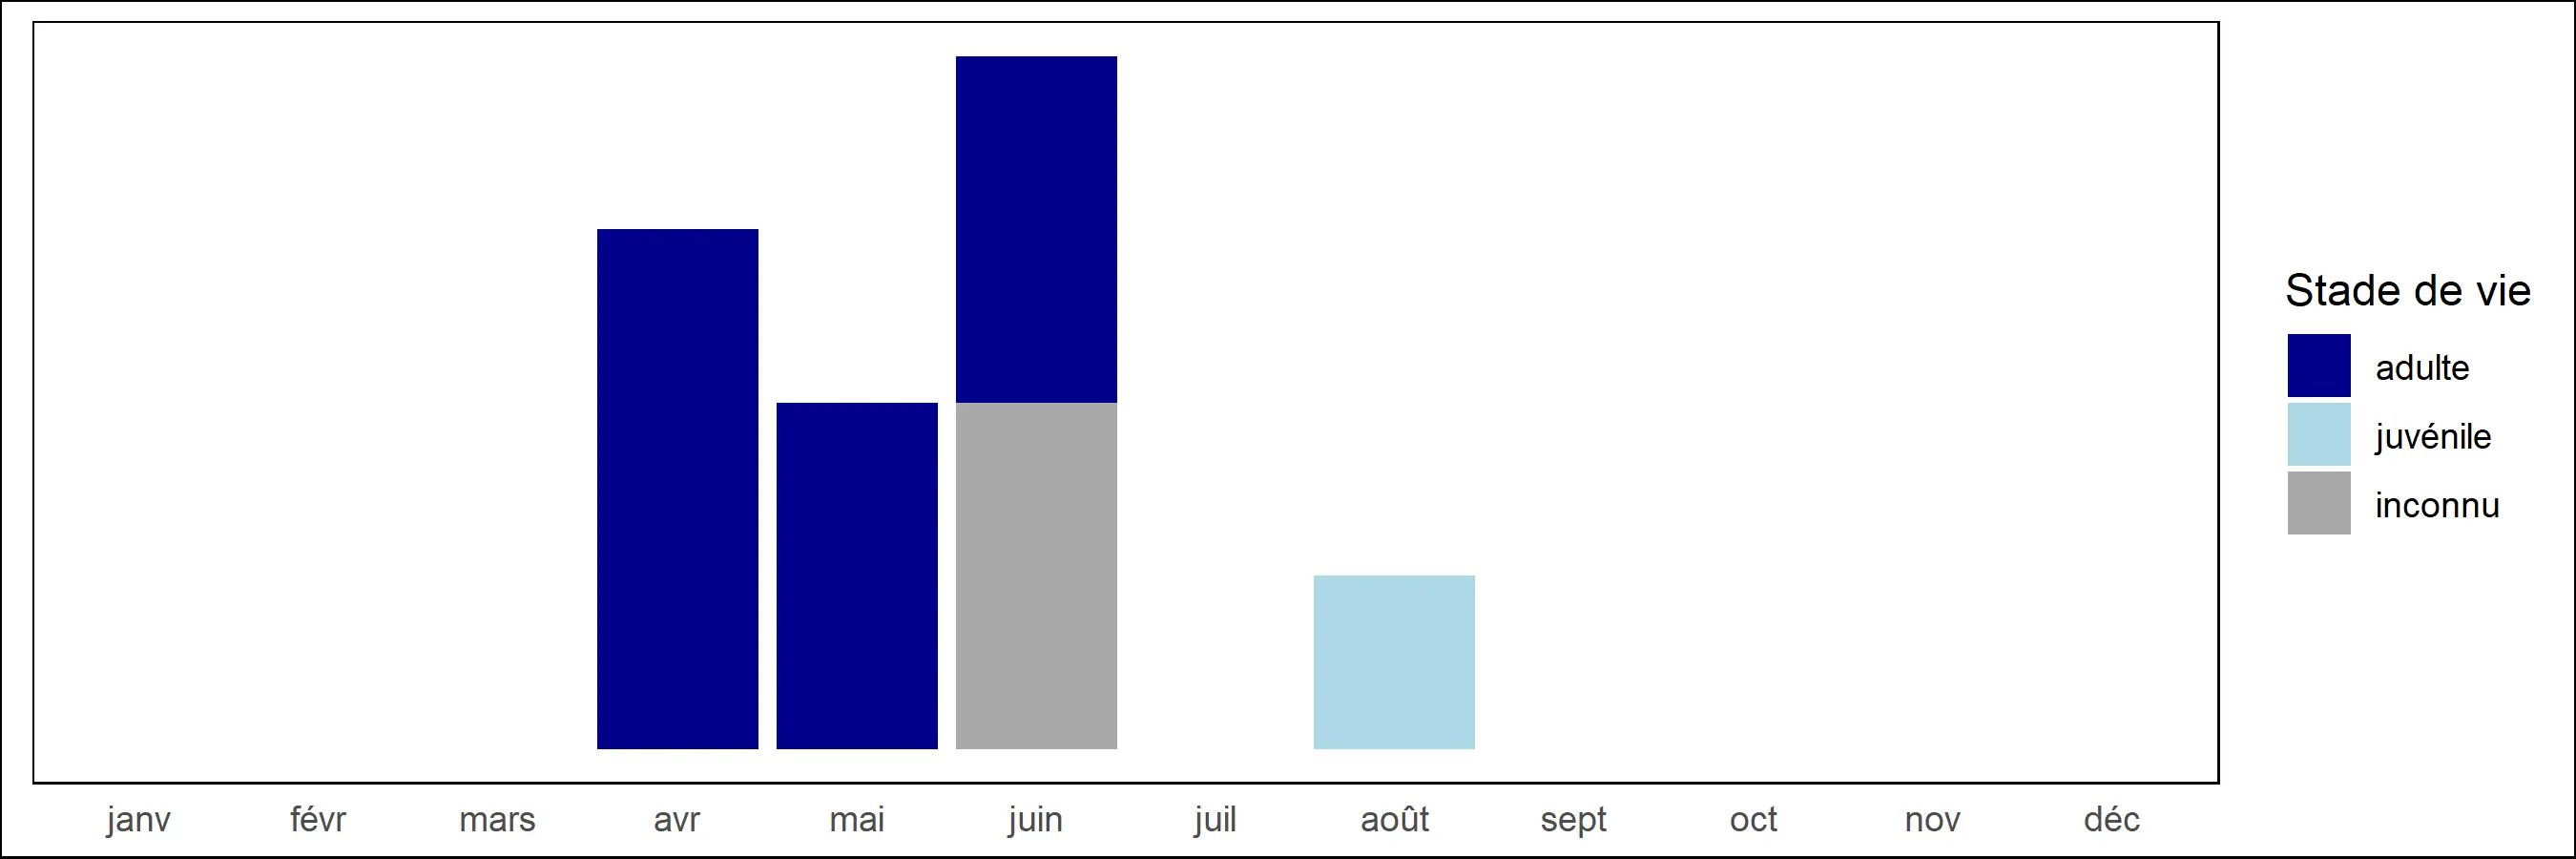 Stade de vie
adulte
juvénile
inconnu
janv févr mars avr mai juin juil août sept oct nov déc